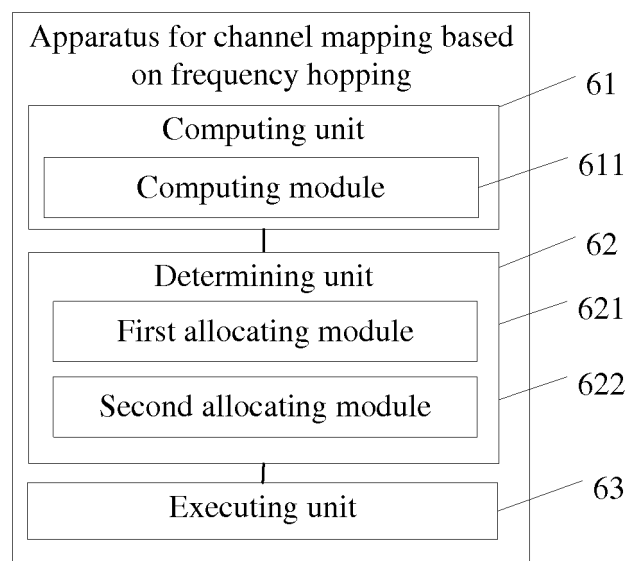 Apparatus for channel mapping based
on frequency hopping
61
Computing unit
611
Computing module
62
Determining unit
621
First allocating module
622
Second allocating module
63
Executing unit